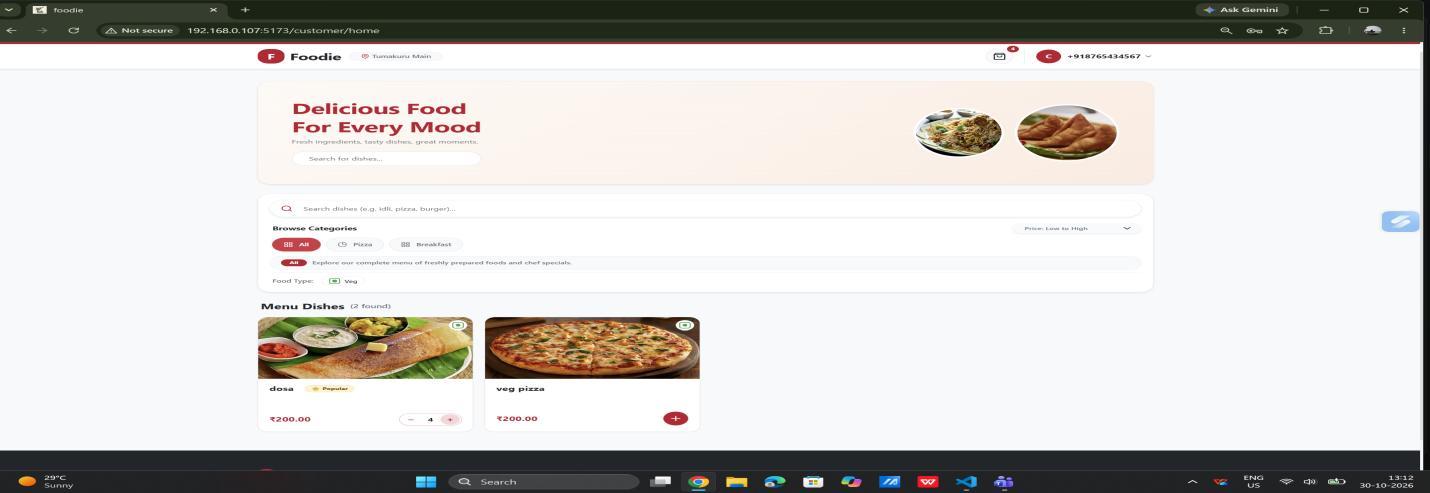 foodie
Ask Gemini
Not secure 192.168.0.107:5173/customer/home
F Foodie Tumakuru Main 4 C +918765434567
Delicious Food
For Every Mood
Fresh ingredients, tasty dishes, great moments.
Search for dishes...
Search dishes (e.g. idli, pizza, burger)...
Browse Categories
Price: Low to High
All Pizza Breakfast
All Explore our complete menu of freshly prepared foods and chef specials.
Food Type: Veg
Menu Dishes (2 found)
dosa Popular
₹200.00 − 4 +
veg pizza
₹200.00 +
29°C
Sunny
Search
ENG
US
13:12
30-10-2026